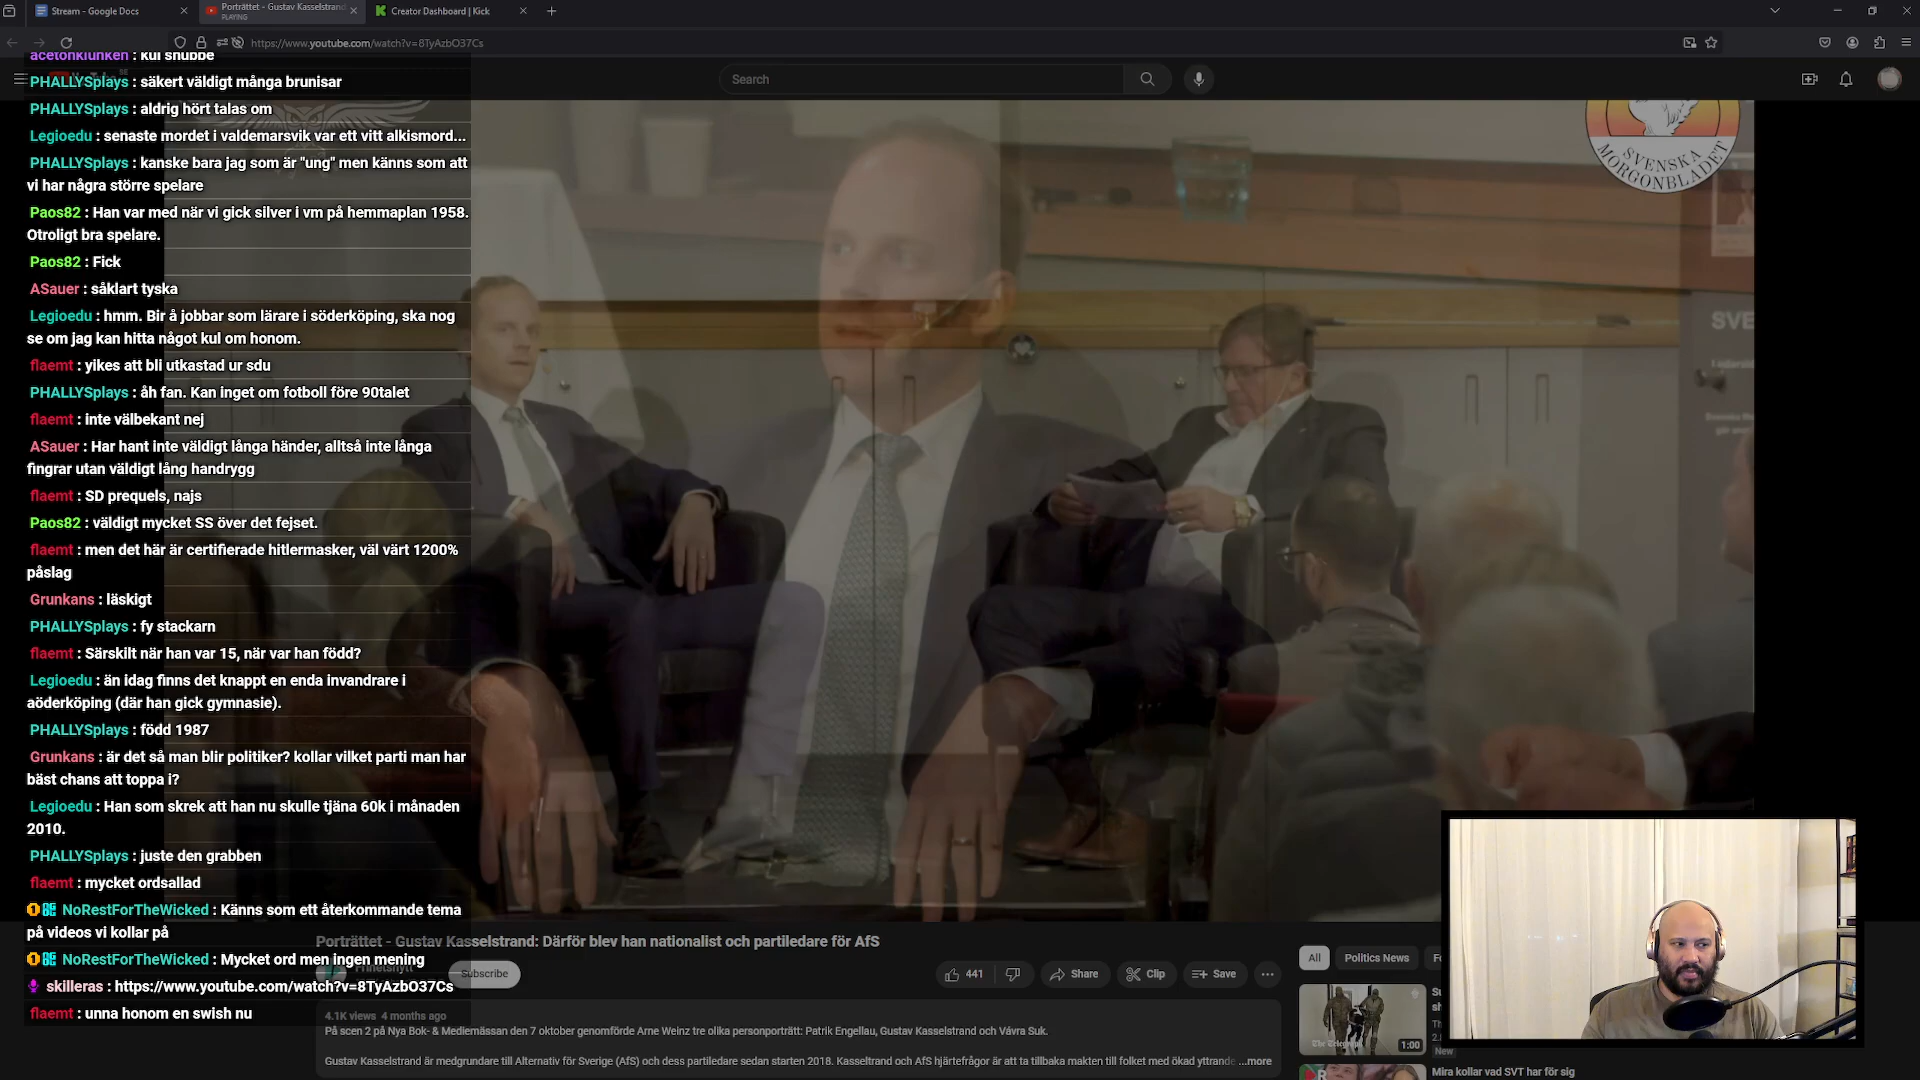 Stream - Google Docs
Porträttet - Gustav Kasselstrand
PLAYING
Creator Dashboard | Kick
https://www.youtube.com/watch?v=8TyAzbO37Cs
Search
acetonklunken : kul snubbe
PHALLYSplays : säkert väldigt många brunisar
PHALLYSplays : aldrig hört talas om
Legioedu : senaste mordet i valdemarsvik var ett vitt alkismord...
PHALLYSplays : kanske bara jag som är "ung" men känns som att
vi har några större spelare
Paos82 : Han var med när vi gick silver i vm på hemmaplan 1958.
Otroligt bra spelare.
Paos82 : Fick
ASauer : såklart tyska
Legioedu : hmm. Bir å jobbar som lärare i söderköping, ska nog
se om jag kan hitta något kul om honom.
flaemt : yikes att bli utkastad ur sdu
PHALLYSplays : åh fan. Kan inget om fotboll före 90talet
flaemt : inte välbekant nej
ASauer : Har hant inte väldigt långa händer, alltså inte långa
fingrar utan väldigt lång handrygg
flaemt : SD prequels, najs
Paos82 : väldigt mycket SS över det fejset.
flaemt : men det här är certifierade hitlermasker, väl värt 1200%
påslag
Grunkans : läskigt
PHALLYSplays : fy stackarn
flaemt : Särskilt när han var 15, när var han född?
Legioedu : än idag finns det knappt en enda invandrare i
aöderköping (där han gick gymnasie).
PHALLYSplays : född 1987
Grunkans : är det så man blir politiker? kollar vilket parti man har
bäst chans att toppa i?
Legioedu : Han som skrek att han nu skulle tjäna 60k i månaden
2010.
PHALLYSplays : juste den grabben
flaemt : mycket ordsallad
NoRestForTheWicked : Känns som ett återkommande tema
på videos vi kollar på
NoRestForTheWicked : Mycket ord men ingen mening
skilleras : https://www.youtube.com/watch?v=8TyAzbO37Cs
flaemt : unna honom en swish nu
SVENSKA
MORGONBLADET
SVE
Porträttet - Gustav Kasselstrand: Därför blev han nationalist och partiledare för AfS
Frihetsnytt
Subscribe
441
Share
Clip
Save
4.1K views 4 months ago
På scen 2 på Nya Bok- & Mediemässan den 7 oktober genomförde Arne Weinz tre olika personporträtt: Patrik Engellau, Gustav Kasselstrand och Vávra Suk.
Gustav Kasselstrand är medgrundare till Alternativ för Sverige (AfS) och dess partiledare sedan starten 2018. Kasseltrand och AfS hjärtefrågor är att ta tillbaka makten till folket med ökad yttrande ...more
All
Politics News
The Telegraph
1:00
New
Mira kollar vad SVT har för sig